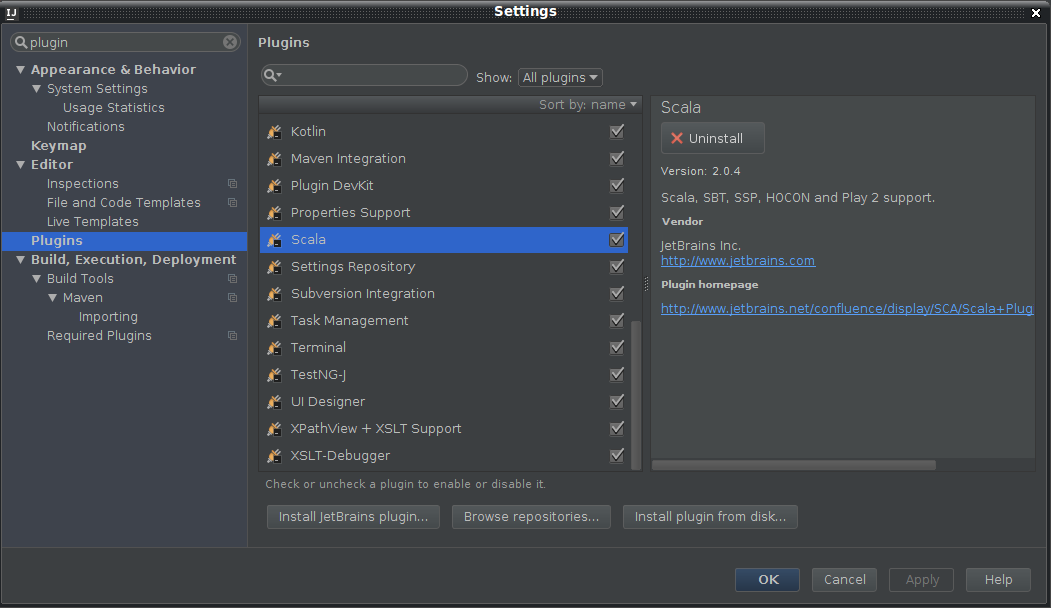 IJ
Settings
plugin
Appearance & Behavior
System Settings
Usage Statistics
Notifications
Keymap
Editor
Inspections
File and Code Templates
Live Templates
Plugins
Build, Execution, Deployment
Build Tools
Maven
Importing
Required Plugins
Plugins
Show: All plugins
Sort by: name
Kotlin
Maven Integration
Plugin DevKit
Properties Support
Scala
Settings Repository
Subversion Integration
Task Management
Terminal
TestNG-J
UI Designer
XPathView + XSLT Support
XSLT-Debugger
Scala
Uninstall
Version: 2.0.4
Scala, SBT, SSP, HOCON and Play 2 support.
Vendor
JetBrains Inc.
http://www.jetbrains.com
Plugin homepage
http://www.jetbrains.net/confluence/display/SCA/Scala+Plug
Check or uncheck a plugin to enable or disable it.
Install JetBrains plugin...
Browse repositories...
Install plugin from disk...
OK
Cancel
Apply
Help